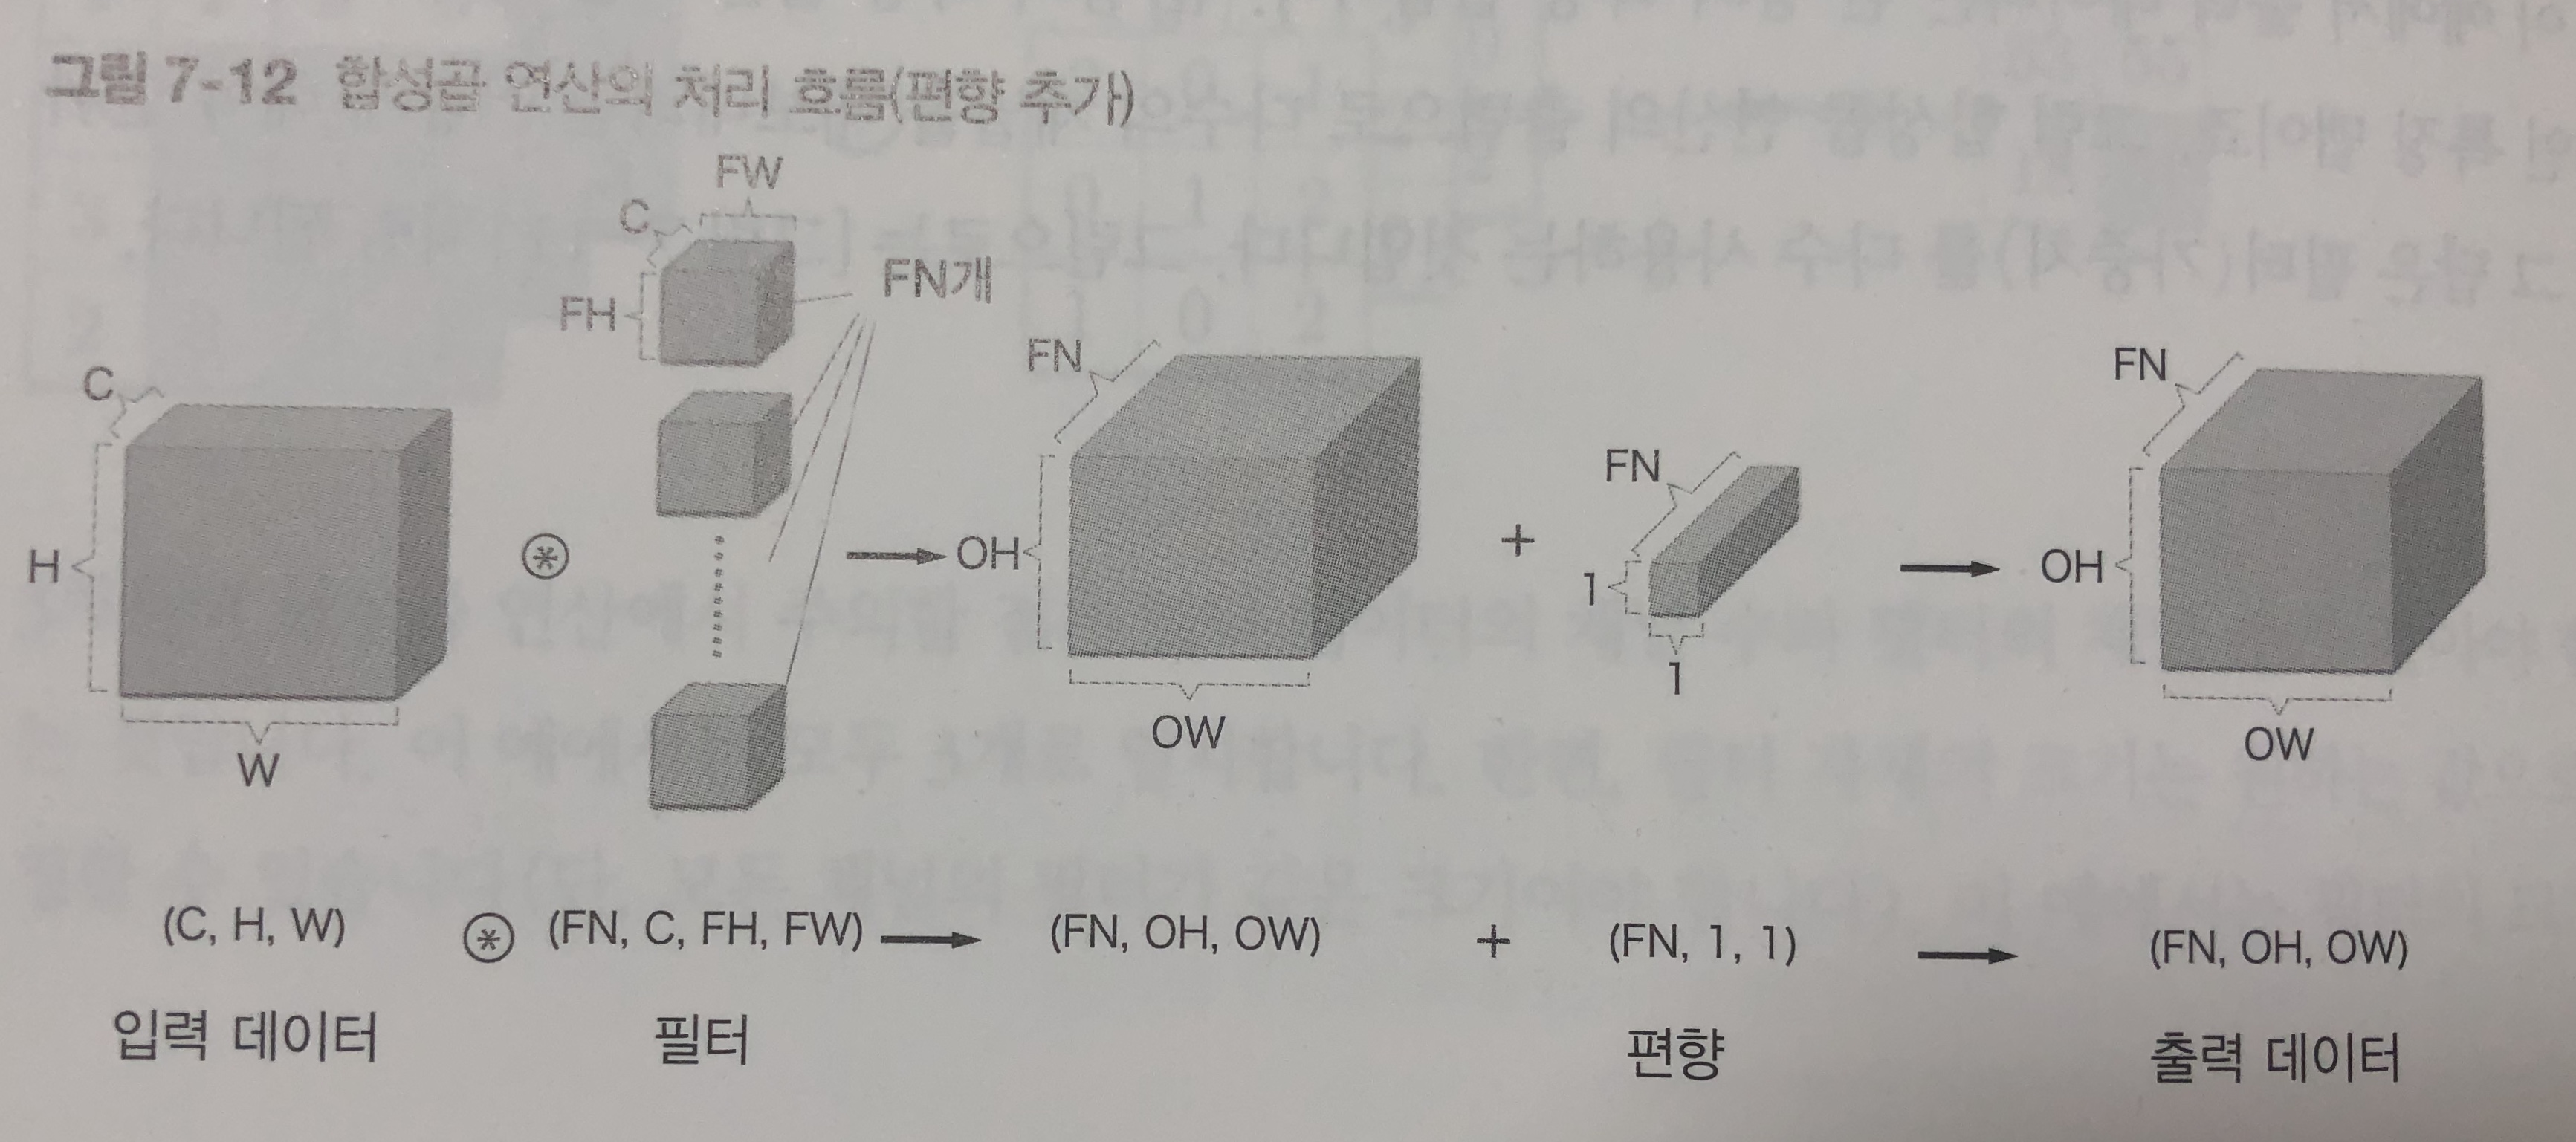 그림 7-12 합성곱 연산의 처리 흐름(편향 추가)
FW
C
FH
FN개
C
H
W
FN
OH
OW
+
FN
1
1
FN
OH
OW
(C, H, W) ⊛ (FN, C, FH, FW) → (FN, OH, OW) + (FN, 1, 1) → (FN, OH, OW)
입력 데이터 필터 편향 출력 데이터